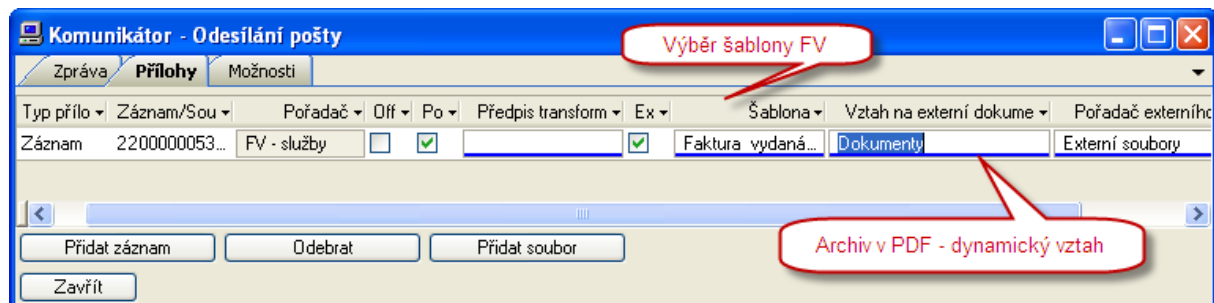 Komunikátor - Odesílání pošty
Výběr šablony FV
Zpráva Přílohy Možnosti
Typ přílo Záznam/Sou Pořadač Off Po Předpis transform Ex Šablona Vztah na externí dokume Pořadač externího
Záznam 2200000053... FV - služby Faktura vydaná... Dokumenty Externí soubory
Přidat záznam Odebrat Přidat soubor Archiv v PDF - dynamický vztah
Zavřít